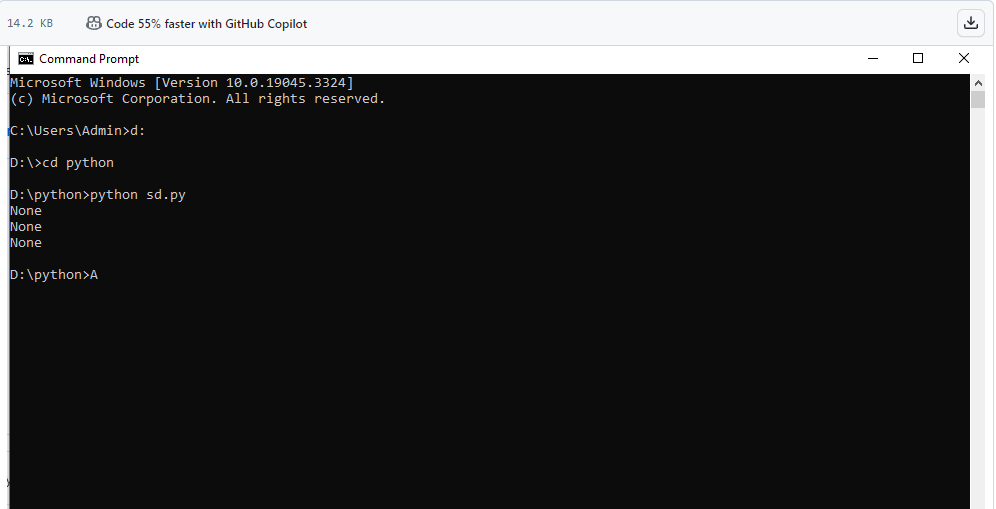 14.2 KB Code 55% faster with GitHub Copilot
Command Prompt
Microsoft Windows [Version 10.0.19045.3324]
(c) Microsoft Corporation. All rights reserved.
C:\Users\Admin>d:
D:\>cd python
D:\python>python sd.py
None
None
None
D:\python>A